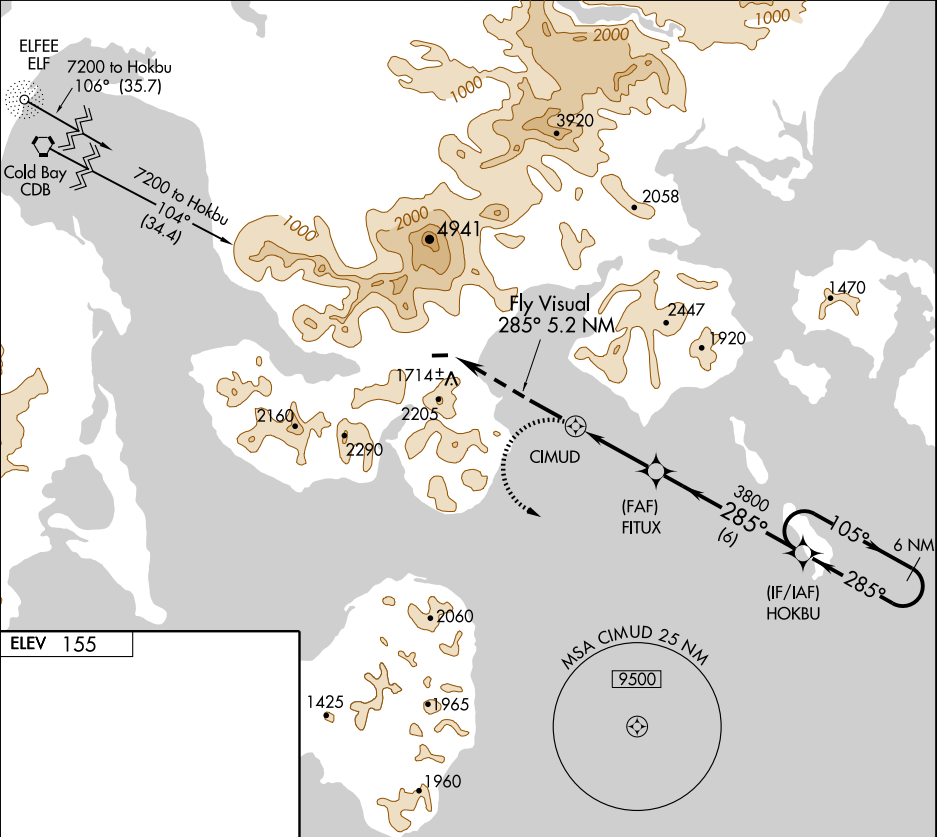 ELFEE
ELF
7200 to Hokbu
106° (35.7)
Cold Bay
CDB
7200 to Hokbu
104°
(34.4)
1000
2000
1000
3920
2058
1000
2000
4941
1470
2447
1920
Fly Visual
285° 5.2 NM
1714±
2205
2160
2290
CIMUD
(FAF)
FITUX
3800
285°
(6)
105°
6 NM
285°
(IF/IAF)
HOKBU
2060
ELEV 155
MSA CIMUD 25 NM
9500
1425
1965
1960